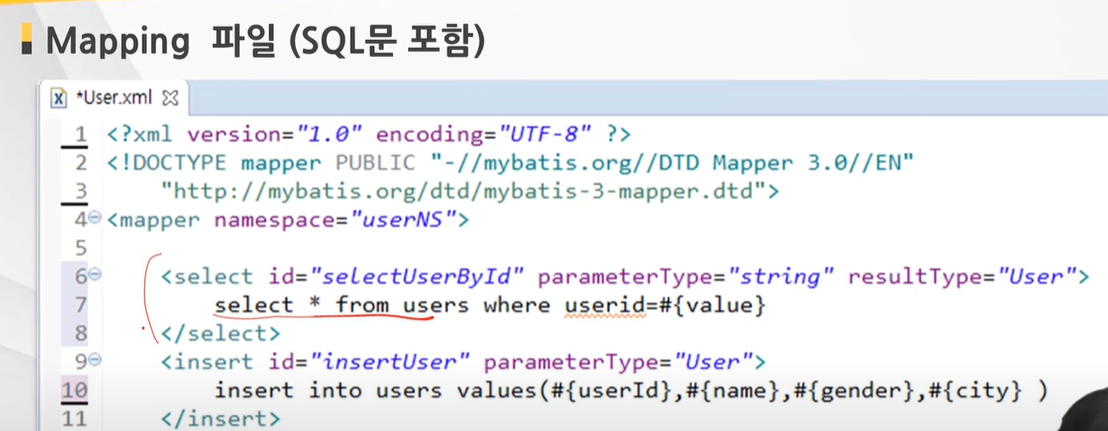 Mapping 파일 (SQL문 포함)
*User.xml
1 <?xml version="1.0" encoding="UTF-8" ?>
2 <!DOCTYPE mapper PUBLIC "-//mybatis.org//DTD Mapper 3.0//EN"
3 "http://mybatis.org/dtd/mybatis-3-mapper.dtd">
4 <mapper namespace="userNS">
5
6 <select id="selectUserById" parameterType="string" resultType="User">
7 select * from users where userid=#{value}
8 </select>
9 <insert id="insertUser" parameterType="User">
10 insert into users values(#{userId},#{name},#{gender},#{city} )
11 </insert>